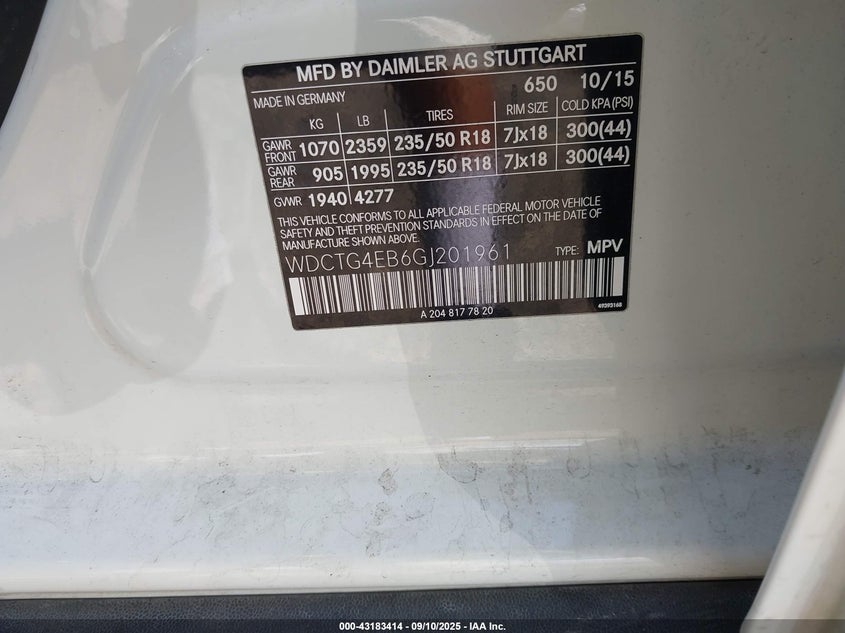 MFD BY DAIMLER AG STUTTGART
650 10/15
MADE IN GERMANY
KG LB TIRES RIM SIZE COLD KPA (PSI)
GAWR FRONT 1070 2359 235/50 R18 7Jx18 300(44)
GAWR REAR 905 1995 235/50 R18 7Jx18 300(44)
GVWR 1940 4277
THIS VEHICLE CONFORMS TO ALL APPLICABLE FEDERAL MOTOR VEHICLE
SAFETY AND THEFT PREVENTION STANDARDS IN EFFECT ON THE DATE OF
MANUFACTURE SHOWN ABOVE.
WDCTG4EB6GJ201961 TYPE: MPV
A 204 817 78 20 49393168
000-43183414 - 09/10/2025 - IAA Inc.